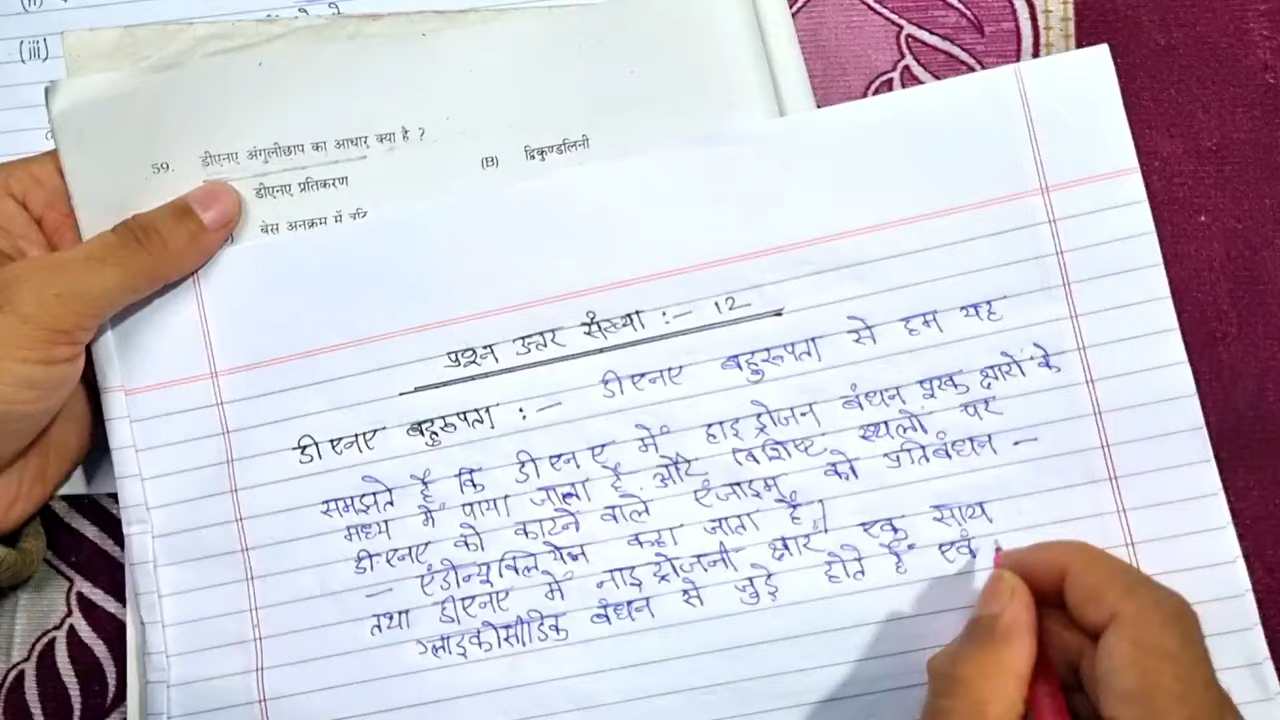 (iii)
59. डीएनए अंगुलीछाप का आधार क्या है ?
डीएनए प्रतिकरण
(B) द्विकुण्डलिनी
बेस अनक्रम में
प्रश्न उत्तर संख्या :- 12
डीएनए बहुरूपता :- डीएनए बहुरूपता से हम यह
समझते हैं कि डीएनए में हाइड्रोजन बंधन पूरक क्षारों के
मध्य में पाया जाता है. और विशिष्ट स्थलों पर
डीएनए को काटने वाले एंजाइम को प्रतिबंधन -
- एंडोन्यूक्लियेज कहा जाता है।
तथा डीएनए में नाइट्रोजनी क्षार एक साथ
ग्लाइकोसीडिक बंधन से जुड़े होते हैं एवं